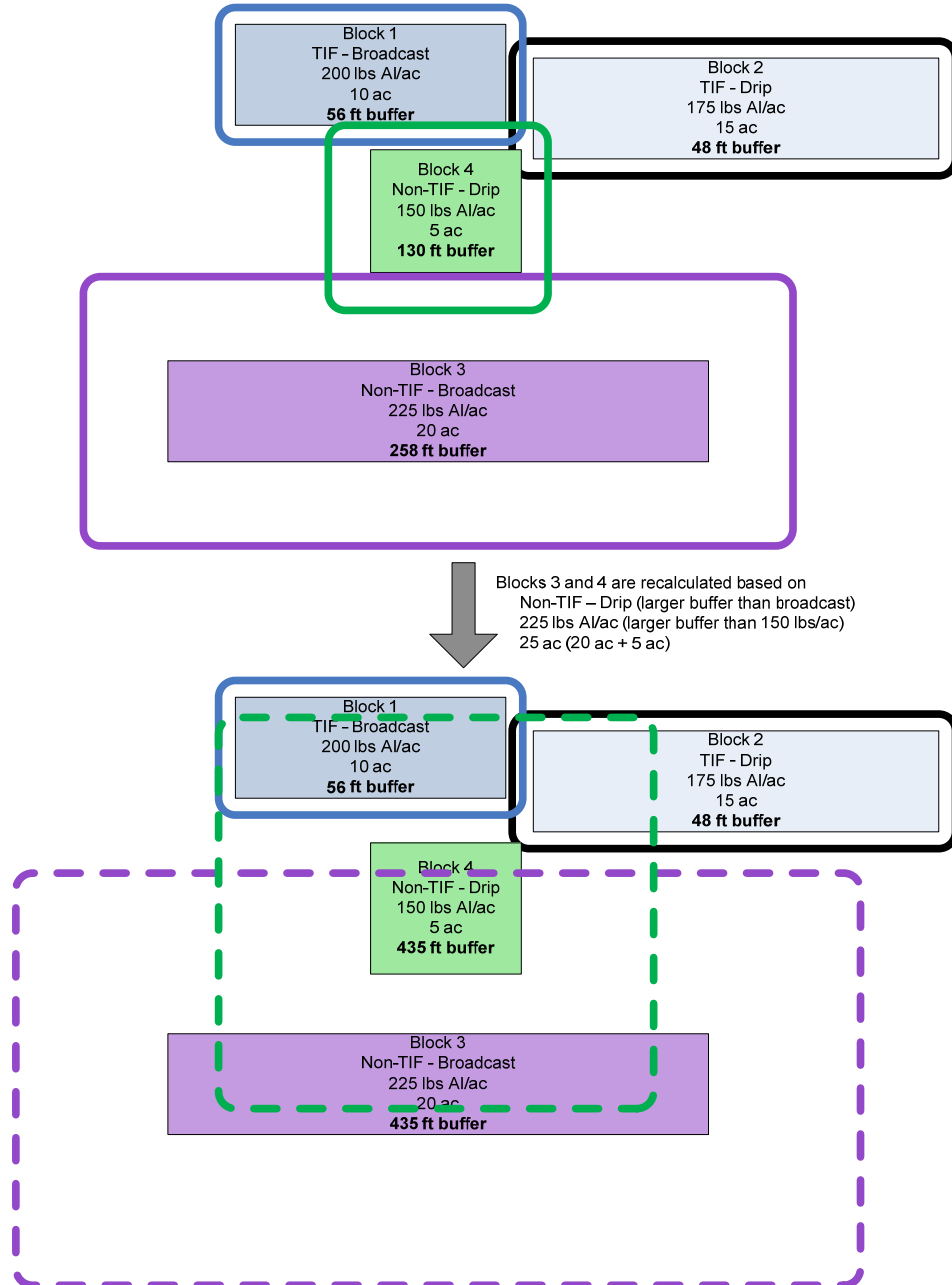 Block 1
TIF – Broadcast
200 lbs AI/ac
10 ac
56 ft buffer
Block 2
TIF - Drip
175 lbs AI/ac
15 ac
48 ft buffer
Block 4
Non-TIF - Drip
150 lbs AI/ac
5 ac
130 ft buffer
Block 3
Non-TIF - Broadcast
225 lbs AI/ac
20 ac
258 ft buffer
Blocks 3 and 4 are recalculated based on
Non-TIF – Drip (larger buffer than broadcast)
225 lbs AI/ac (larger buffer than 150 lbs/ac)
25 ac (20 ac + 5 ac)
Block 1
TIF – Broadcast
200 lbs AI/ac
10 ac
56 ft buffer
Block 2
TIF - Drip
175 lbs AI/ac
15 ac
48 ft buffer
Block 4
Non-TIF - Drip
150 lbs AI/ac
5 ac
435 ft buffer
Block 3
Non-TIF - Broadcast
225 lbs AI/ac
20 ac
435 ft buffer